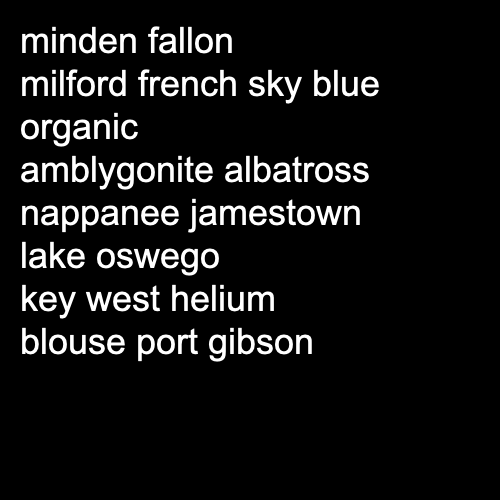 minden fallon
milford french sky blue
organic
amblygonite albatross
nappanee jamestown
lake oswego
key west helium
blouse port gibson